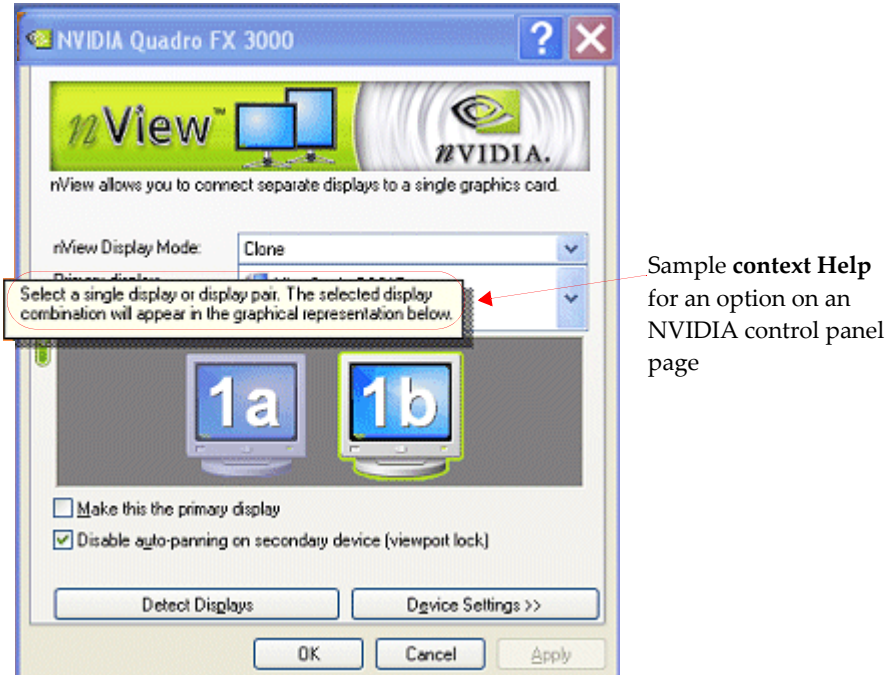 NVIDIA Quadro FX 3000
?
nView™
nVIDIA.
nView allows you to connect separate displays to a single graphics card.
nView Display Mode:
Clone
Select a single display or display pair. The selected display
combination will appear in the graphical representation below.
1a
1b
Make this the primary display
Disable auto-panning on secondary device (viewport lock)
Detect Displays
Device Settings >>
OK
Cancel
Apply
Sample context Help
for an option on an
NVIDIA control panel
page